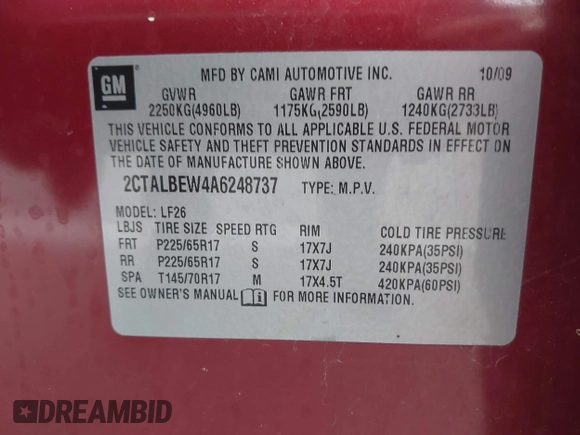 GM
MFD BY CAMI AUTOMOTIVE INC. 10/09
GVWR GAWR FRT GAWR RR
2250KG(4960LB) 1175KG(2590LB) 1240KG(2733LB)
THIS VEHICLE CONFORMS TO ALL APPLICABLE U.S. FEDERAL MOTOR
VEHICLE SAFETY AND THEFT PREVENTION STANDARDS IN EFFECT ON
THE DATE OF MANUFACTURE SHOWN ABOVE.
2CTALBEW4A6248737 TYPE: M.P.V.
MODEL: LF26
LBJS TIRE SIZE SPEED RTG RIM COLD TIRE PRESSURE
FRT P225/65R17 S 17X7J 240KPA(35PSI)
RR P225/65R17 S 17X7J 240KPA(35PSI)
SPA T145/70R17 M 17X4.5T 420KPA(60PSI)
SEE OWNER'S MANUAL i FOR MORE INFORMATION.
DREAMBID